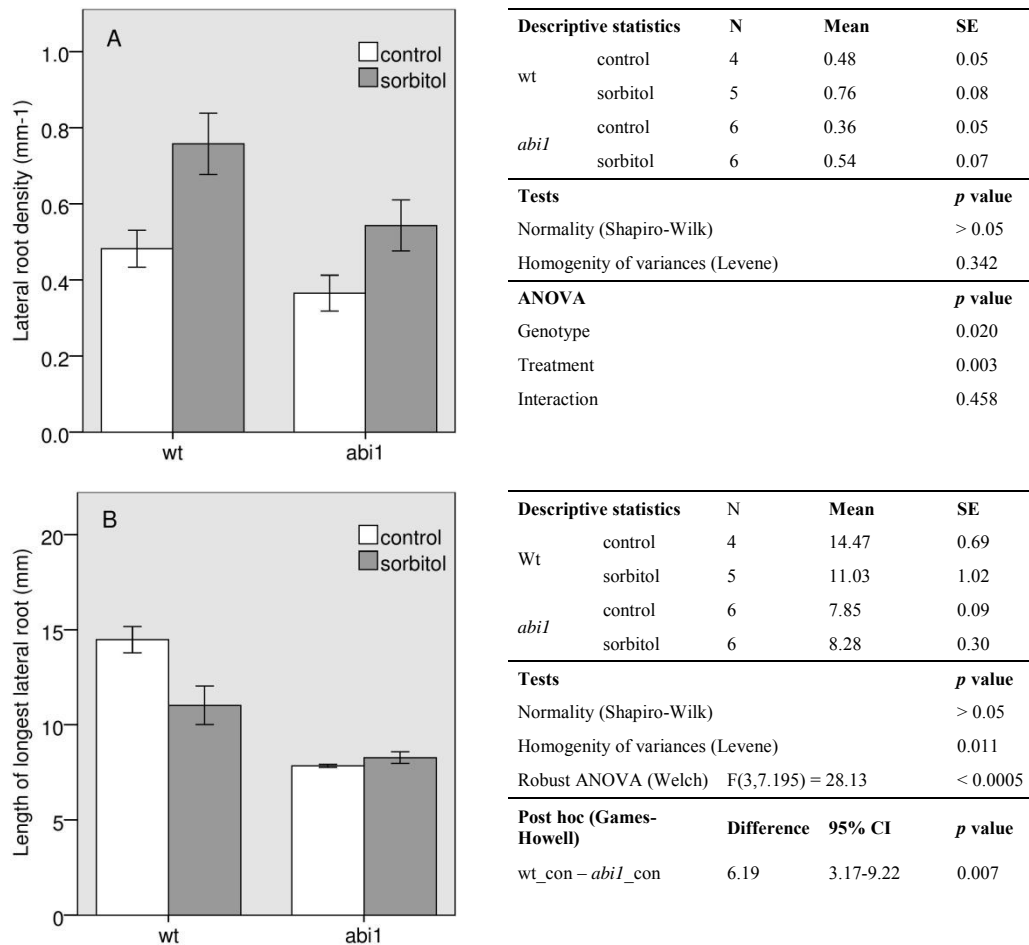 A
control
sorbitol
1.0
0.8
0.6
0.4
0.2
0.0
Lateral root density (mm-1)
wt
abi1
Descriptive statistics N Mean SE
wt
control 4 0.48 0.05
sorbitol 5 0.76 0.08
abi1
control 6 0.36 0.05
sorbitol 6 0.54 0.07
Tests p value
Normality (Shapiro-Wilk) > 0.05
Homogenity of variances (Levene) 0.342
ANOVA p value
Genotype 0.020
Treatment 0.003
Interaction 0.458
B
control
sorbitol
20
15
10
5
0
Length of longest lateral root (mm)
wt
abi1
Descriptive statistics N Mean SE
Wt
control 4 14.47 0.69
sorbitol 5 11.03 1.02
abi1
control 6 7.85 0.09
sorbitol 6 8.28 0.30
Tests p value
Normality (Shapiro-Wilk) > 0.05
Homogenity of variances (Levene) 0.011
Robust ANOVA (Welch) F(3,7.195) = 28.13 < 0.0005
Post hoc (Games-
Howell) Difference 95% CI p value
wt_con – abi1_con 6.19 3.17-9.22 0.007